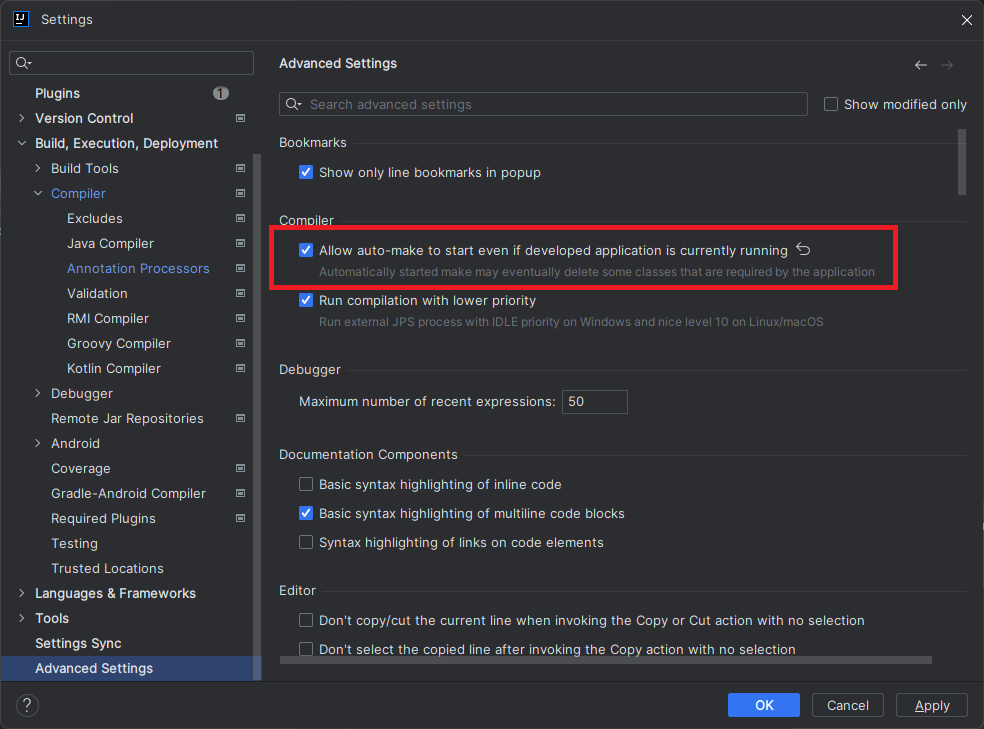 IJ
Settings
Plugins
1
Version Control
Build, Execution, Deployment
Build Tools
Compiler
Excludes
Java Compiler
Annotation Processors
Validation
RMI Compiler
Groovy Compiler
Kotlin Compiler
Debugger
Remote Jar Repositories
Android
Coverage
Gradle-Android Compiler
Required Plugins
Testing
Trusted Locations
Languages & Frameworks
Tools
Settings Sync
Advanced Settings
Advanced Settings
Search advanced settings
Show modified only
Bookmarks
Show only line bookmarks in popup
Compiler
Allow auto-make to start even if developed application is currently running
Automatically started make may eventually delete some classes that are required by the application
Run compilation with lower priority
Run external JPS process with IDLE priority on Windows and nice level 10 on Linux/macOS
Debugger
Maximum number of recent expressions: 50
Documentation Components
Basic syntax highlighting of inline code
Basic syntax highlighting of multiline code blocks
Syntax highlighting of links on code elements
Editor
Don't copy/cut the current line when invoking the Copy or Cut action with no selection
Don't select the copied line after invoking the Copy action with no selection
?
OK
Cancel
Apply